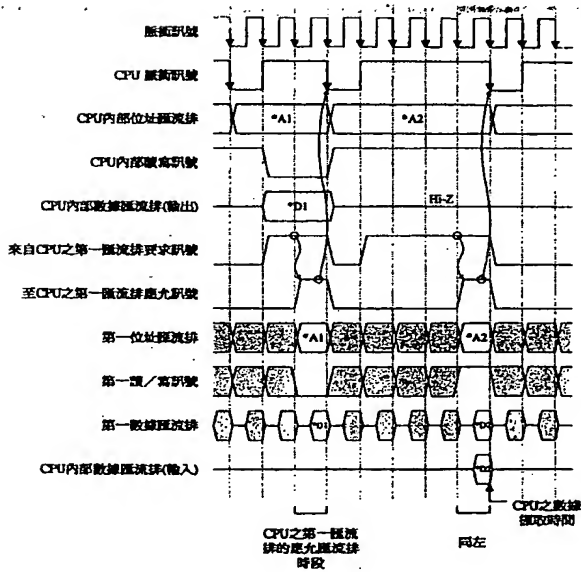 脈衝訊號
CPU 脈衝訊號
CPU內部位址匯流排
*A1
*A2
CPU內部讀寫訊號
CPU內部數據匯流排(輸出)
*D1
Hi-Z
來自CPU之第一匯流排要求訊號
至CPU之第一匯流排應允訊號
第一位址匯流排
*A1
*A2
第一讀／寫訊號
第一數據匯流排
*D1
CPU內部數據匯流排(輸入)
CPU之第一匯流
排的應允匯流排
時段
同左
CPU之數據
擷取時間